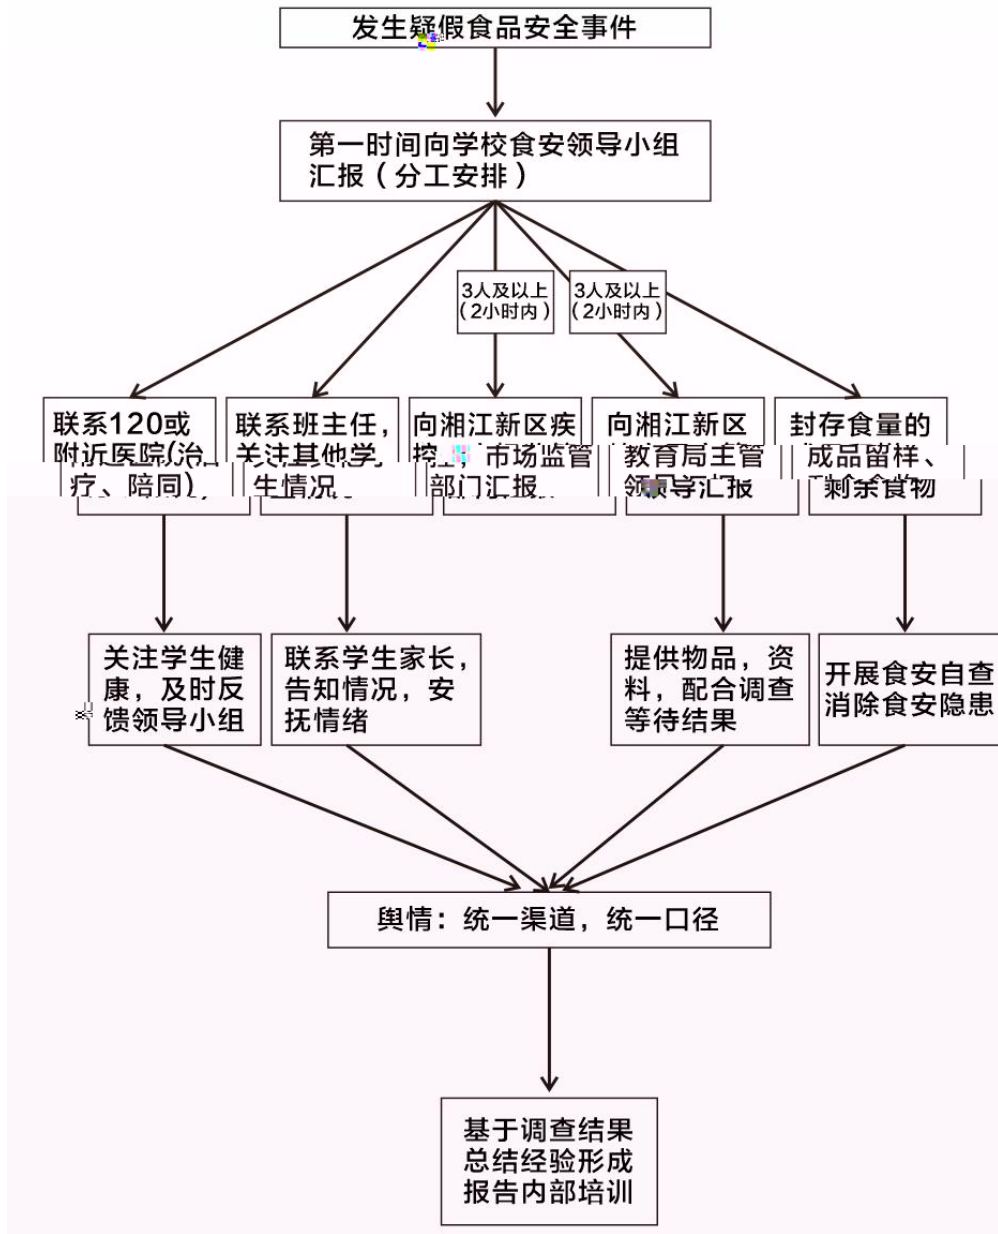 发生疑假食品安全事件
第一时间向学校食安领导小组
汇报（分工安排）
3人及以上
（2小时内）
3人及以上
（2小时内）
联系120或
附近医院(治
疗、陪同)
联系班主任，
关注其他学
生情况。
向湘江新区疾
控，市场监管
部门汇报
向湘江新区
教育局主管
领导汇报
封存食量的
成品留样、
剩余食物
关注学生健
康，及时反
馈领导小组
联系学生家长，
告知情况，安
抚情绪
提供物品，资
料，配合调查
等待结果
开展食安自查
消除食安隐患
舆情：统一渠道，统一口径
基于调查结果
总结经验形成
报告内部培训